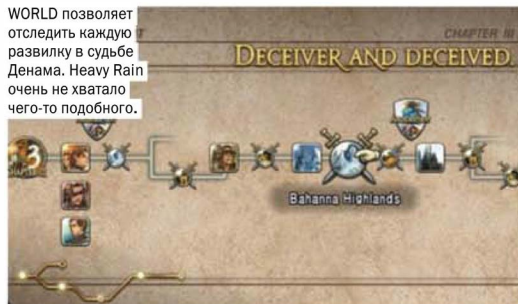 WORLD позволяет
отследить каждую
развилку в судьбе
Денама. Heavy Rain
очень не хватало
чего-то подобного.
CHAPTER III
DECEIVER AND DECEIVED.
3
Bahanna Highlands